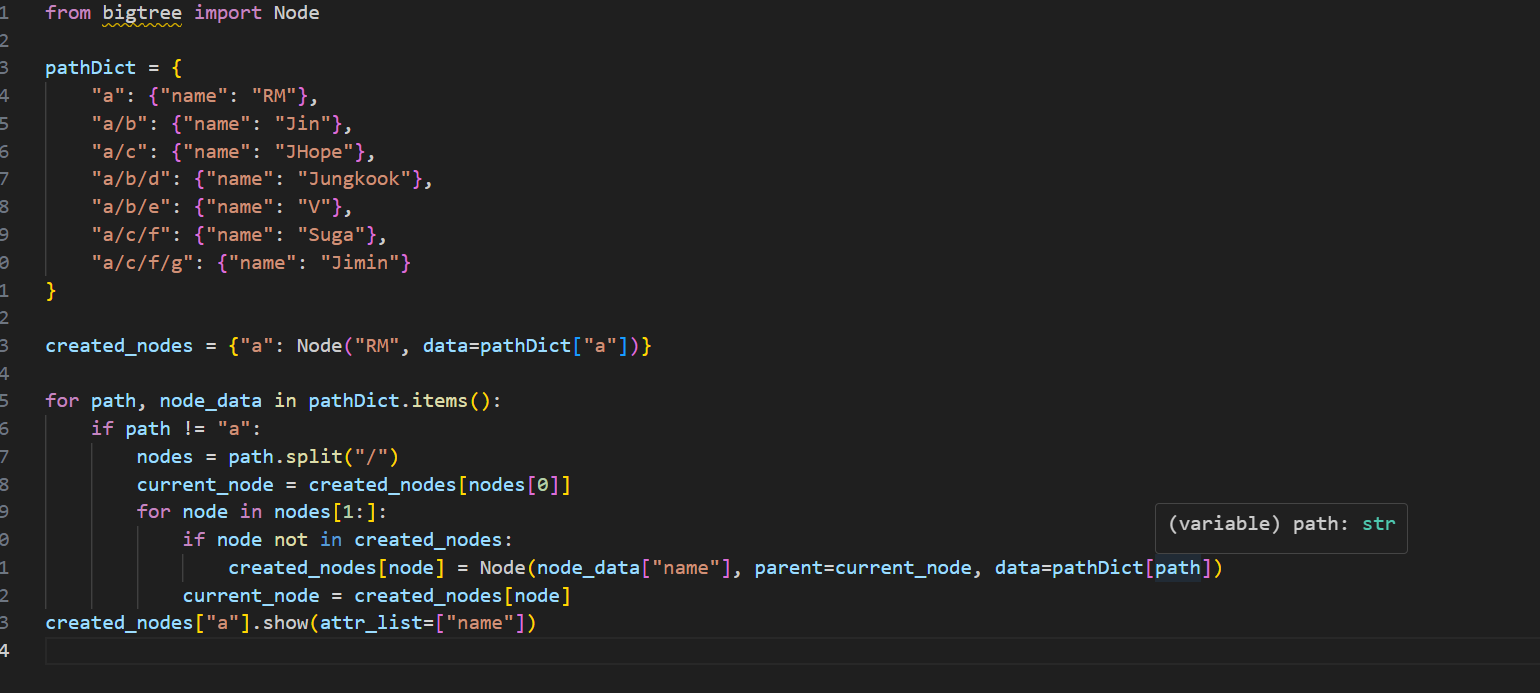 1 from bigtree import Node
2
3 pathDict = {
4     "a": {"name": "RM"},
5     "a/b": {"name": "Jin"},
6     "a/c": {"name": "JHope"},
7     "a/b/d": {"name": "Jungkook"},
8     "a/b/e": {"name": "V"},
9     "a/c/f": {"name": "Suga"},
0     "a/c/f/g": {"name": "Jimin"}
1 }
2
3 created_nodes = {"a": Node("RM", data=pathDict["a"])}
4
5 for path, node_data in pathDict.items():
6     if path != "a":
7         nodes = path.split("/")
8         current_node = created_nodes[nodes[0]]
9         for node in nodes[1:]:
(variable) path: str
0             if node not in created_nodes:
1                 created_nodes[node] = Node(node_data["name"], parent=current_node, data=pathDict[path])
2             current_node = created_nodes[node]
3 created_nodes["a"].show(attr_list=["name"])
4